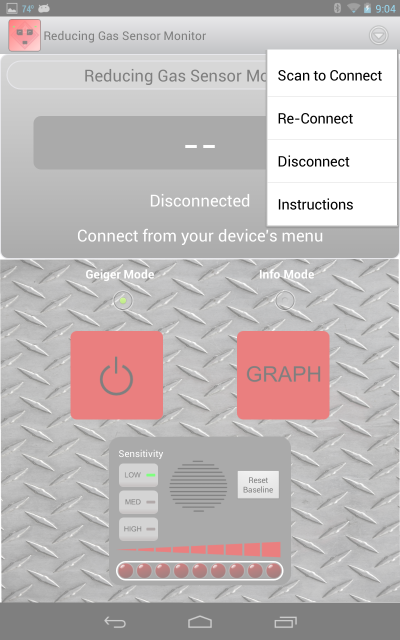 74°
9:04
Reducing Gas Sensor Monitor
Reducing Gas Sensor Mo
Scan to Connect
Re-Connect
Disconnect
Instructions
--
Disconnected
Connect from your device's menu
Geiger Mode
Info Mode
GRAPH
Sensitivity
LOW
MED
HIGH
Reset
Baseline